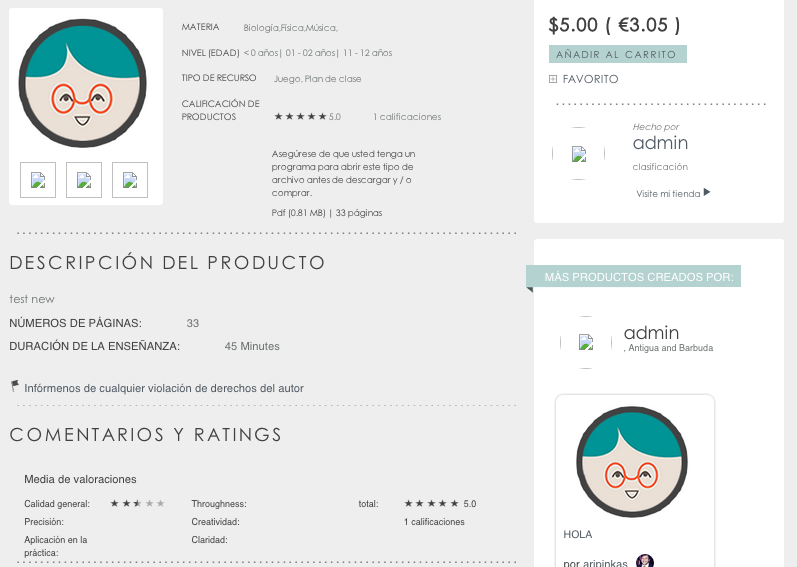 MATERIA Biología,Física,Música,
NIVEL (EDAD) < 0 años| 01 - 02 años| 11 - 12 años
TIPO DE RECURSO Juego, Plan de clase
CALIFICACIÓN DE
PRODUCTOS ★★★★★ 5.0 1 calificaciones
Asegúrese de que usted tenga un
programa para abrir este tipo de
archivo antes de descargar y / o
comprar.
Pdf (0.81 MB) | 33 páginas
DESCRIPCIÓN DEL PRODUCTO
test new
NÚMEROS DE PÁGINAS: 33
DURACIÓN DE LA ENSEÑANZA: 45 Minutes
Infórmenos de cualquier violación de derechos del autor
COMENTARIOS Y RATINGS
Media de valoraciones
Calidad general: Throughness: total: ★★★★★ 5.0
Precisión: Creatividad: 1 calificaciones
Aplicación en la Claridad:
práctica:
$5.00 ( €3.05 )
AÑADIR AL CARRITO
FAVORITO
Hecho por
admin
clasificación
Visite mi tienda
MÁS PRODUCTOS CREADOS POR:
admin
, Antigua and Barbuda
HOLA
por aripinkas